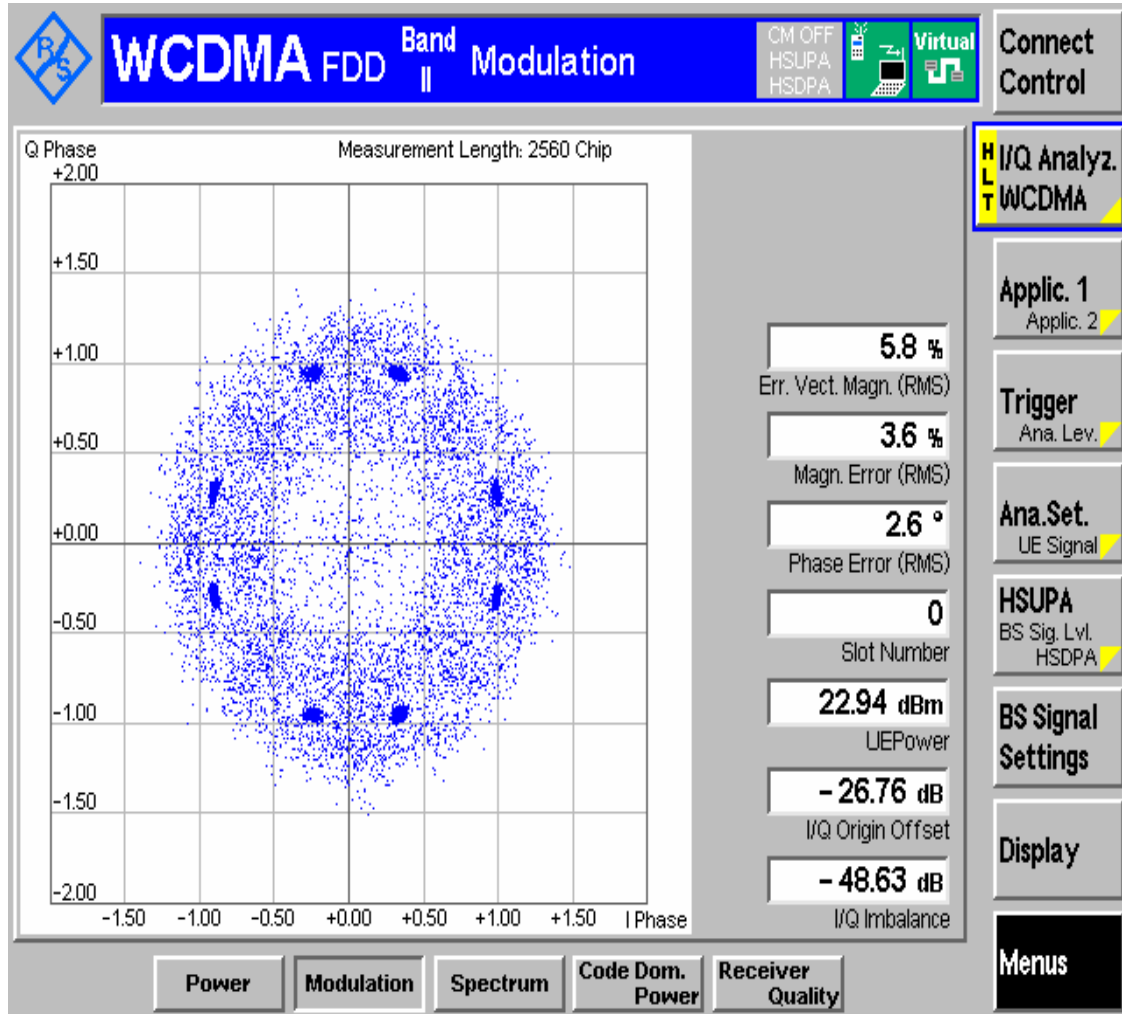 R&S
WCDMA FDD Band II Modulation
CM OFF
HSUPA
HSDPA
Virtual
Connect
Control
Q Phase
Measurement Length: 2560 Chip
+2.00
+1.50
+1.00
+0.50
+0.00
-0.50
-1.00
-1.50
-2.00
-1.50 -1.00 -0.50 +0.00 +0.50 +1.00 +1.50 I Phase
5.8 %
Err. Vect. Magn. (RMS)
3.6 %
Magn. Error (RMS)
2.6 °
Phase Error (RMS)
0
Slot Number
22.94 dBm
UEPower
- 26.76 dB
I/Q Origin Offset
- 48.63 dB
I/Q Imbalance
HLT
I/Q Analyz.
WCDMA
Applic. 1
Applic. 2
Trigger
Ana. Lev.
Ana.Set.
UE Signal
HSUPA
BS Sig. Lvl.
HSDPA
BS Signal
Settings
Display
Menus
Power
Modulation
Spectrum
Code Dom.
Power
Receiver
Quality